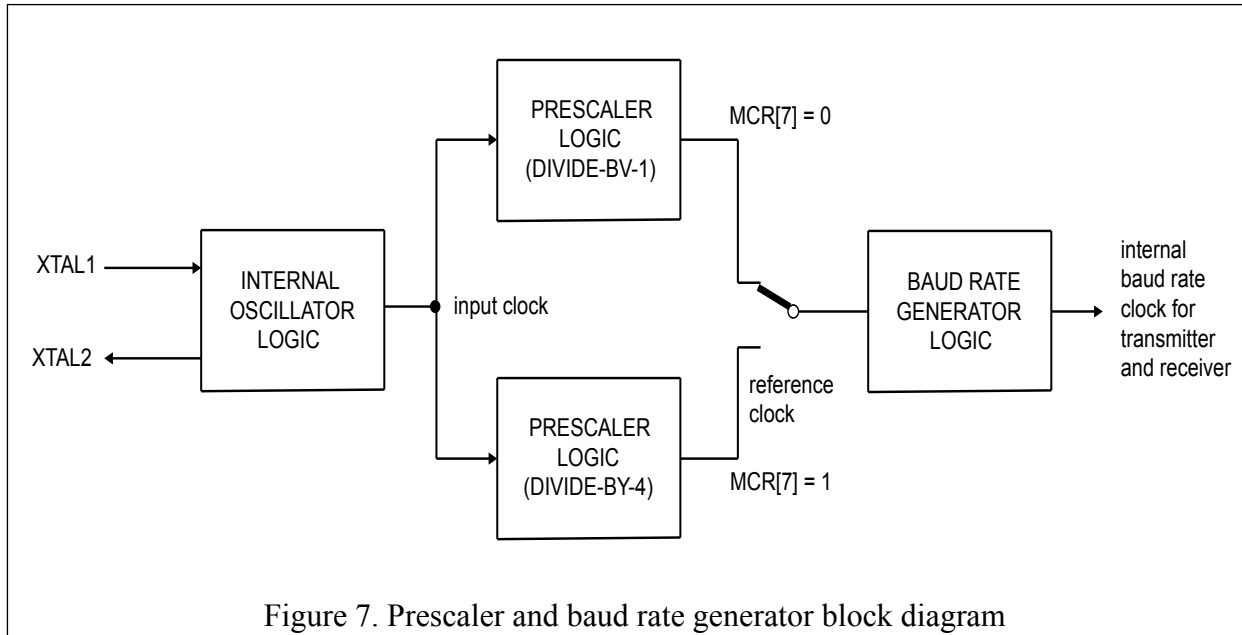 PRESCALER
LOGIC
(DIVIDE-BV-1)
MCR[7] = 0
XTAL1
XTAL2
INTERNAL
OSCILLATOR
LOGIC
input clock
BAUD RATE
GENERATOR
LOGIC
internal
baud rate
clock for
transmitter
and receiver
reference
clock
PRESCALER
LOGIC
(DIVIDE-BY-4)
MCR[7] = 1
Figure 7. Prescaler and baud rate generator block diagram